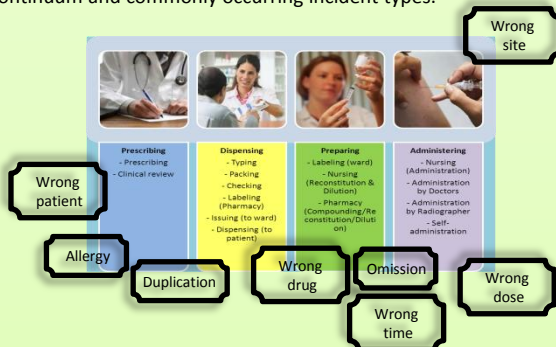 ontinuum and commonly occurring incident types.
Wrong
site
Prescribing
- Prescribing
- Clinical review
Dispensing
- Typing
- Packing
- Checking
- Labeling
(Pharmacy)
- Issuing (to ward)
- Dispensing (to
patient)
Preparing
- Labeling (ward)
- Nursing
(Reconstitution &
Dilution)
- Pharmacy
(Compounding/Re
constitution/Diluti
on)
Administering
- Nursing
(Administration)
- Administration
by Doctors
- Administration
by Radiographer
- Self-
administration
Wrong
patient
Allergy
Duplication
Wrong
drug
Omission
Wrong
time
Wrong
dose